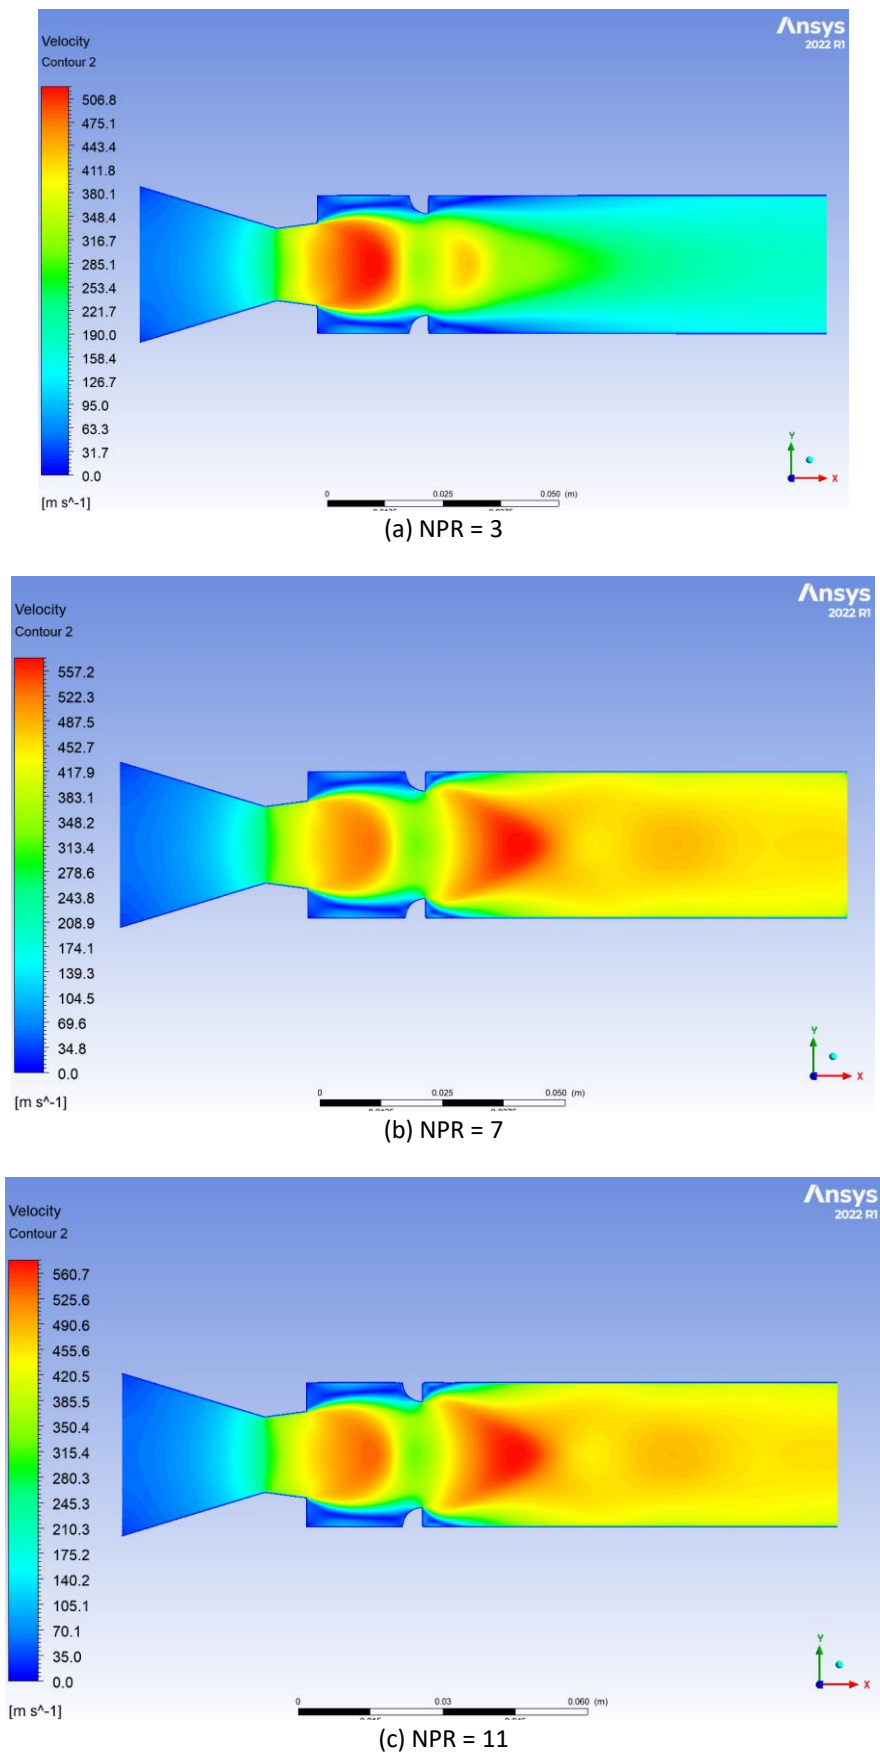 Ansys
2022 R1
Velocity
Contour 2
506.8
475.1
443.4
411.8
380.1
348.4
316.7
285.1
253.4
221.7
190.0
158.4
126.7
95.0
63.3
31.7
0.0
[m s^-1]
Y
X
0 0.025 0.050 (m)
(a) NPR = 3
Ansys
2022 R1
Velocity
Contour 2
557.2
522.3
487.5
452.7
417.9
383.1
348.2
313.4
278.6
243.8
208.9
174.1
139.3
104.5
69.6
34.8
0.0
[m s^-1]
Y
X
0 0.025 0.050 (m)
(b) NPR = 7
Ansys
2022 R1
Velocity
Contour 2
560.7
525.6
490.6
455.6
420.5
385.5
350.4
315.4
280.3
245.3
210.3
175.2
140.2
105.1
70.1
35.0
0.0
[m s^-1]
Y
X
0 0.03 0.060 (m)
(c) NPR = 11